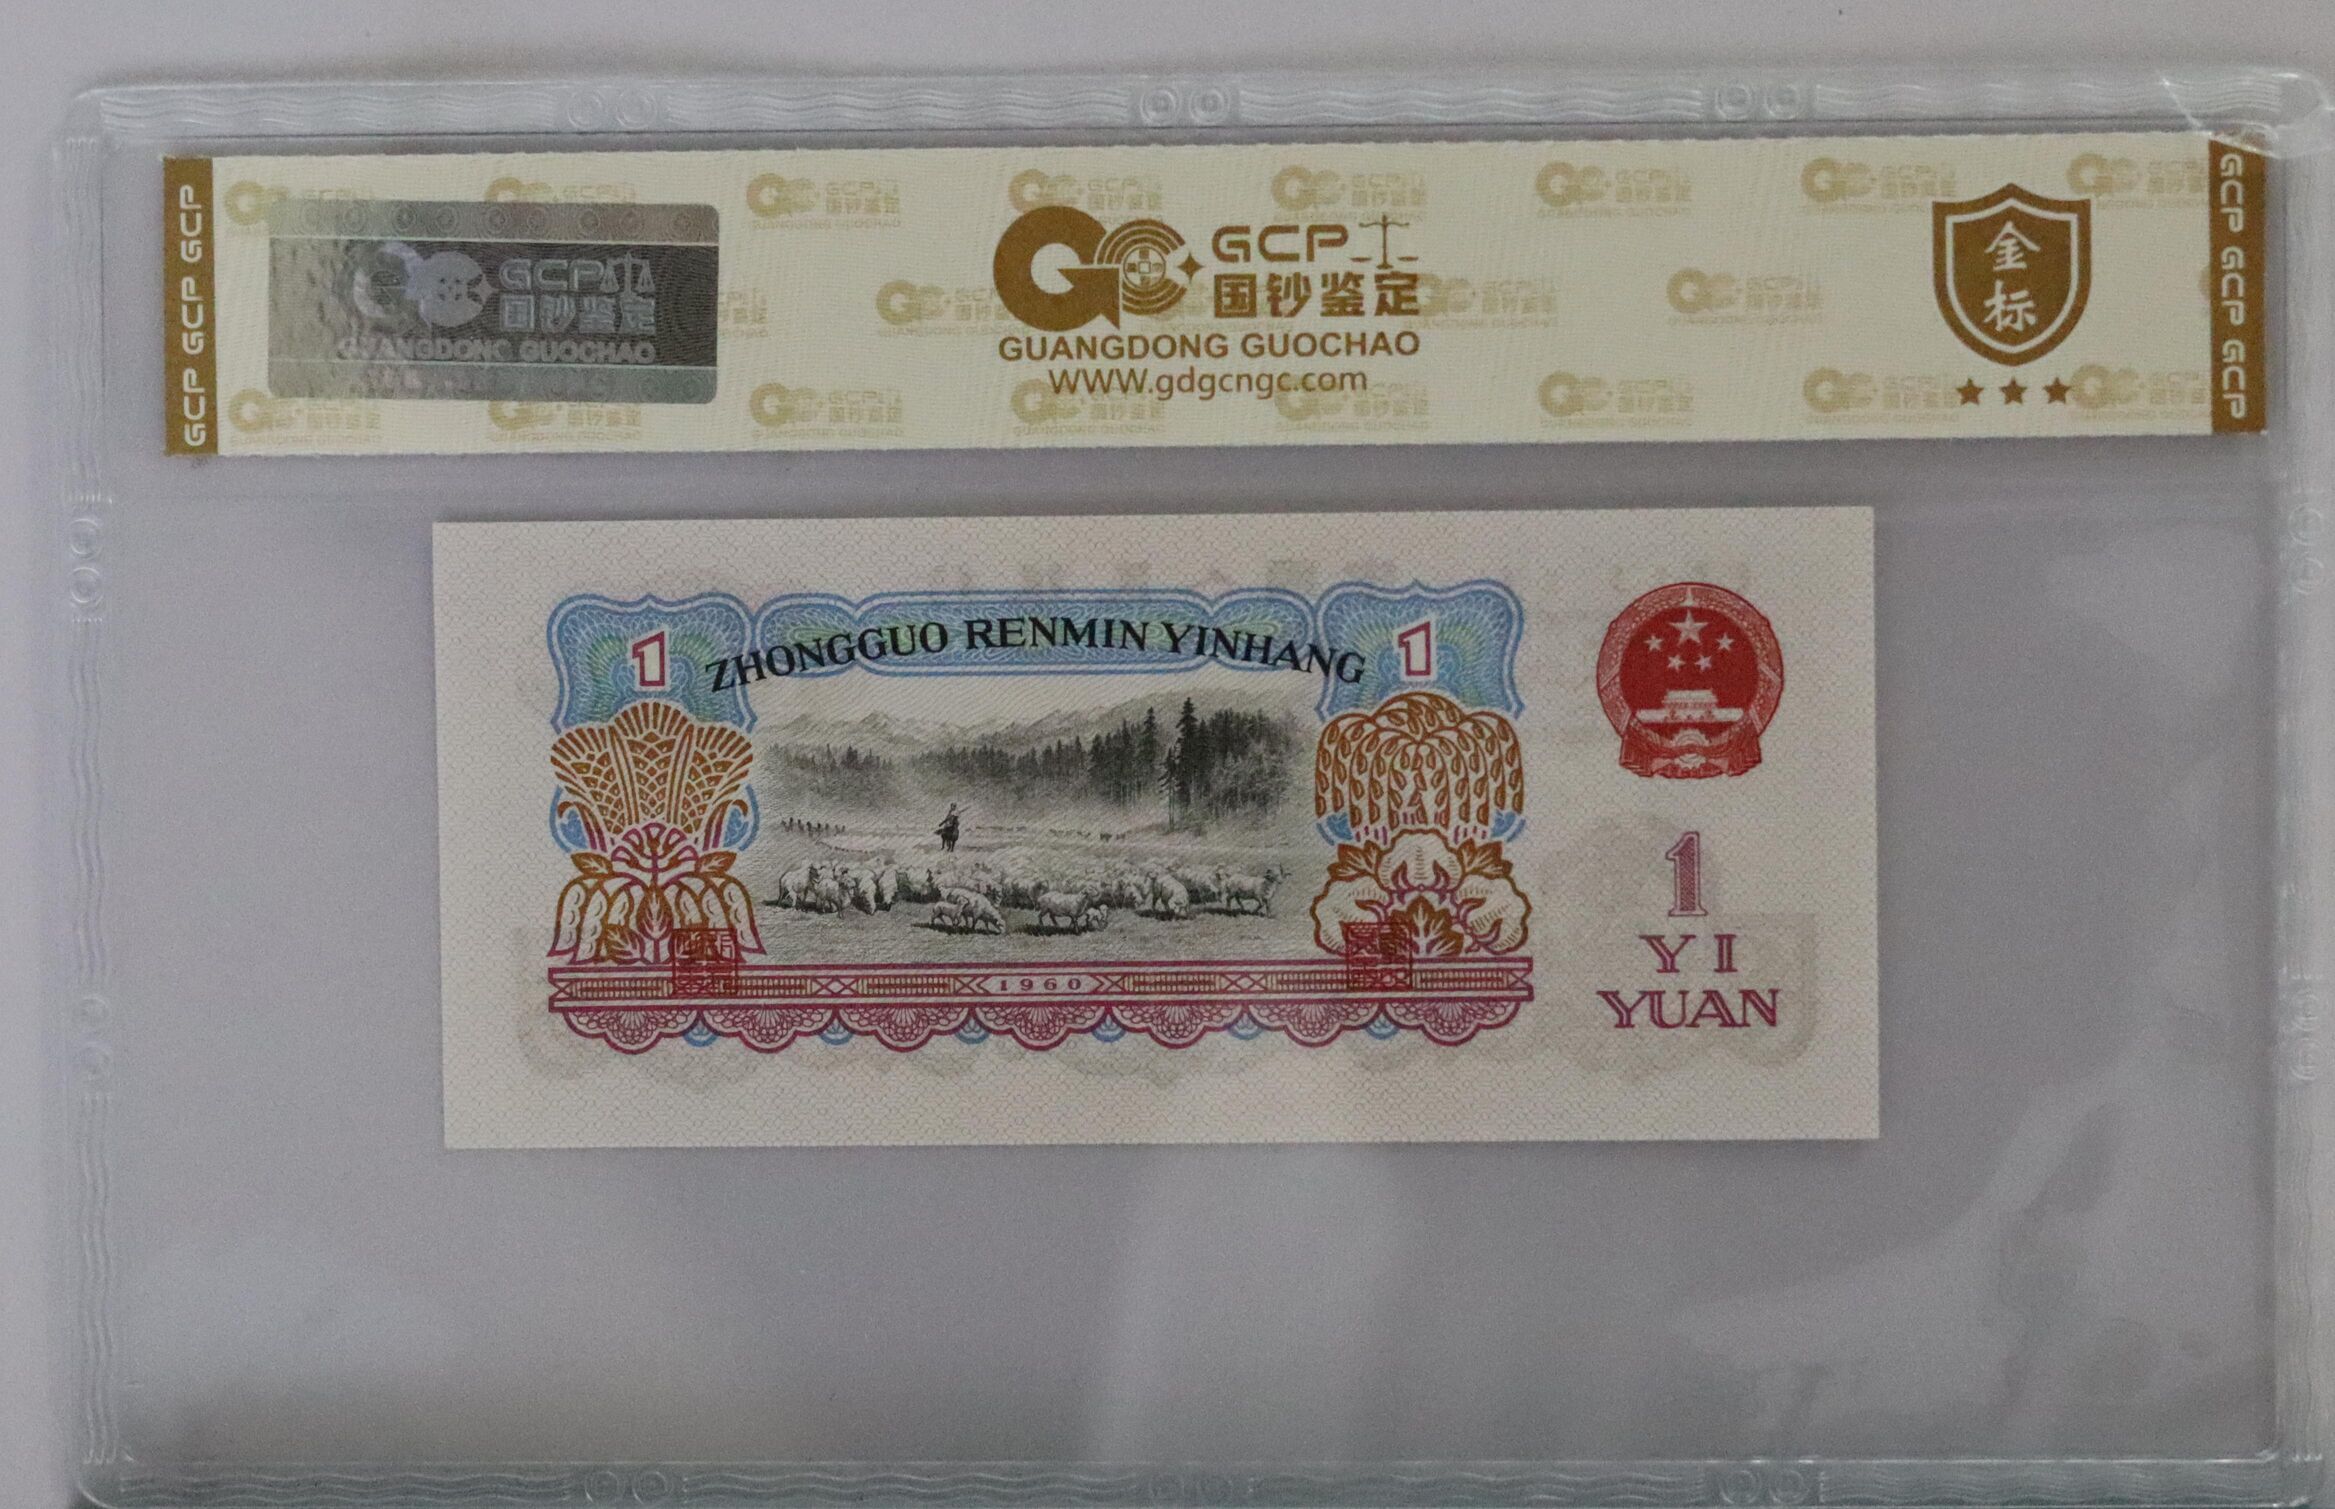 GCP GCP GCP
GCP
国钞鉴定
GUANGDONG GUOCHAO
GCP
国钞鉴定
GUANGDONG GUOCHAO
WWW.gdgcngc.com
金
标
GCP GCP GCP
1
ZHONGGUO RENMIN YINHANG
1
1
YI
YUAN
1960